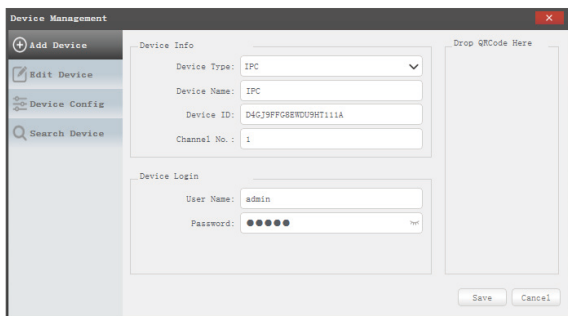 Device Management
Add Device
Edit Device
Device Config
Search Device
Device Info
Device Type: IPC
Device Name: IPC
Device ID: D4GJ9FFG8EWDU9HT111A
Channel No.: 1
Device Login
User Name: admin
Password: ●●●●●
Drop QRCode Here
Save
Cancel